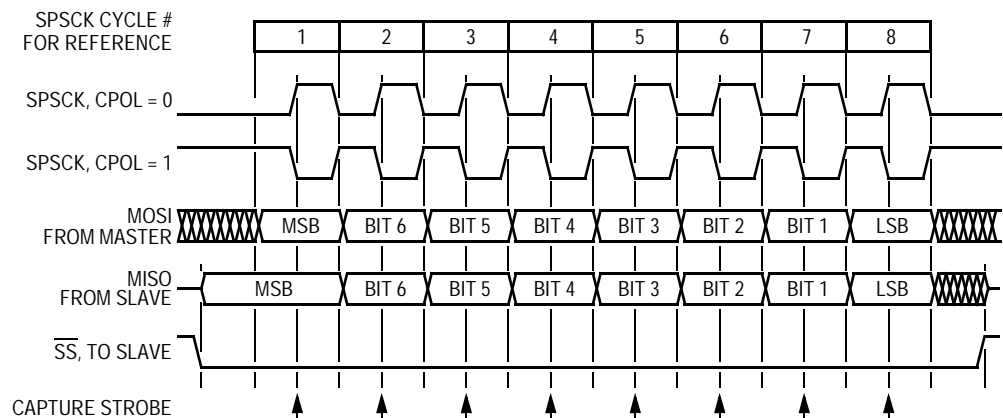 SPSCK CYCLE #
FOR REFERENCE
1 2 3 4 5 6 7 8
SPSCK, CPOL = 0
SPSCK, CPOL = 1
MOSI
FROM MASTER
MSB BIT 6 BIT 5 BIT 4 BIT 3 BIT 2 BIT 1 LSB
MISO
FROM SLAVE
MSB BIT 6 BIT 5 BIT 4 BIT 3 BIT 2 BIT 1 LSB
SS, TO SLAVE
CAPTURE STROBE